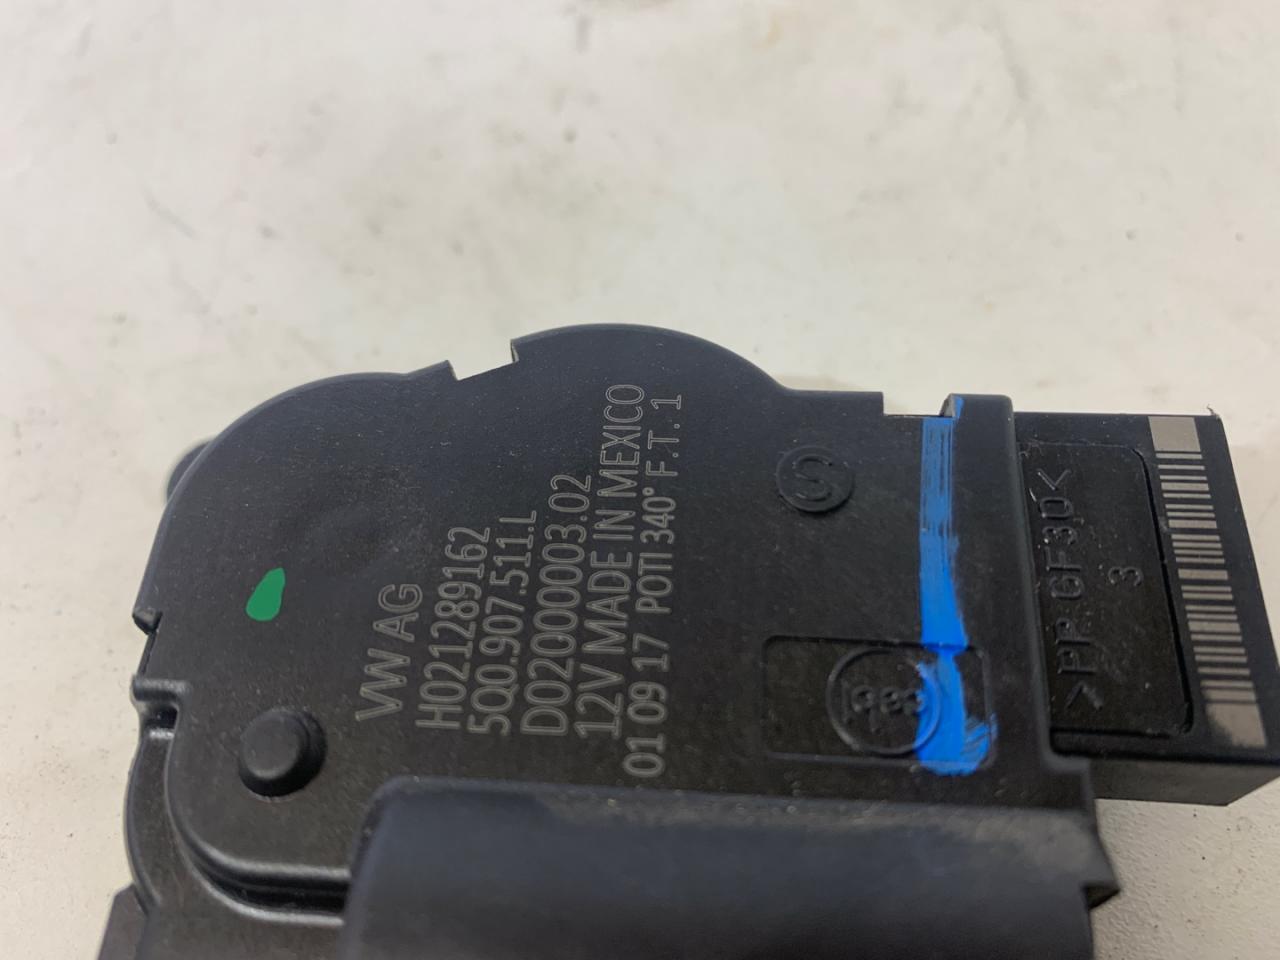 VW AG
H021289162
5Q0.907.511.L
D02000003.02
12V MADE IN MEXICO
01 09 17 POTI 340° F.T.1
S
>PP GF30<
3